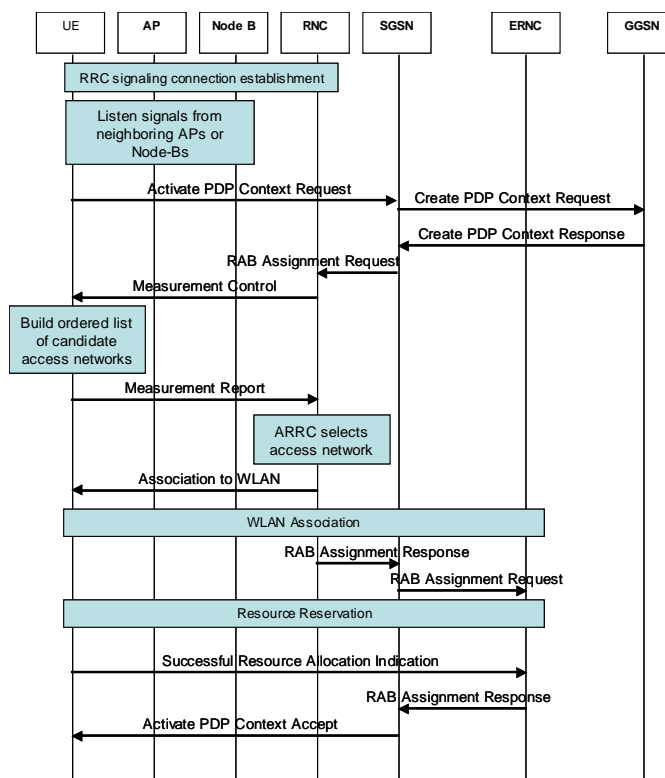 UE AP Node B RNC SGSN ERNC GGSN
RRC signaling connection establishment
Listen signals from
neighboring APs or
Node-Bs
Activate PDP Context Request
Create PDP Context Request
Create PDP Context Response
RAB Assignment Request
Measurement Control
Build ordered list
of candidate
access networks
Measurement Report
ARRC selects
access network
Association to WLAN
WLAN Association
RAB Assignment Response
RAB Assignment Request
Resource Reservation
Successful Resource Allocation Indication
RAB Assignment Response
Activate PDP Context Accept